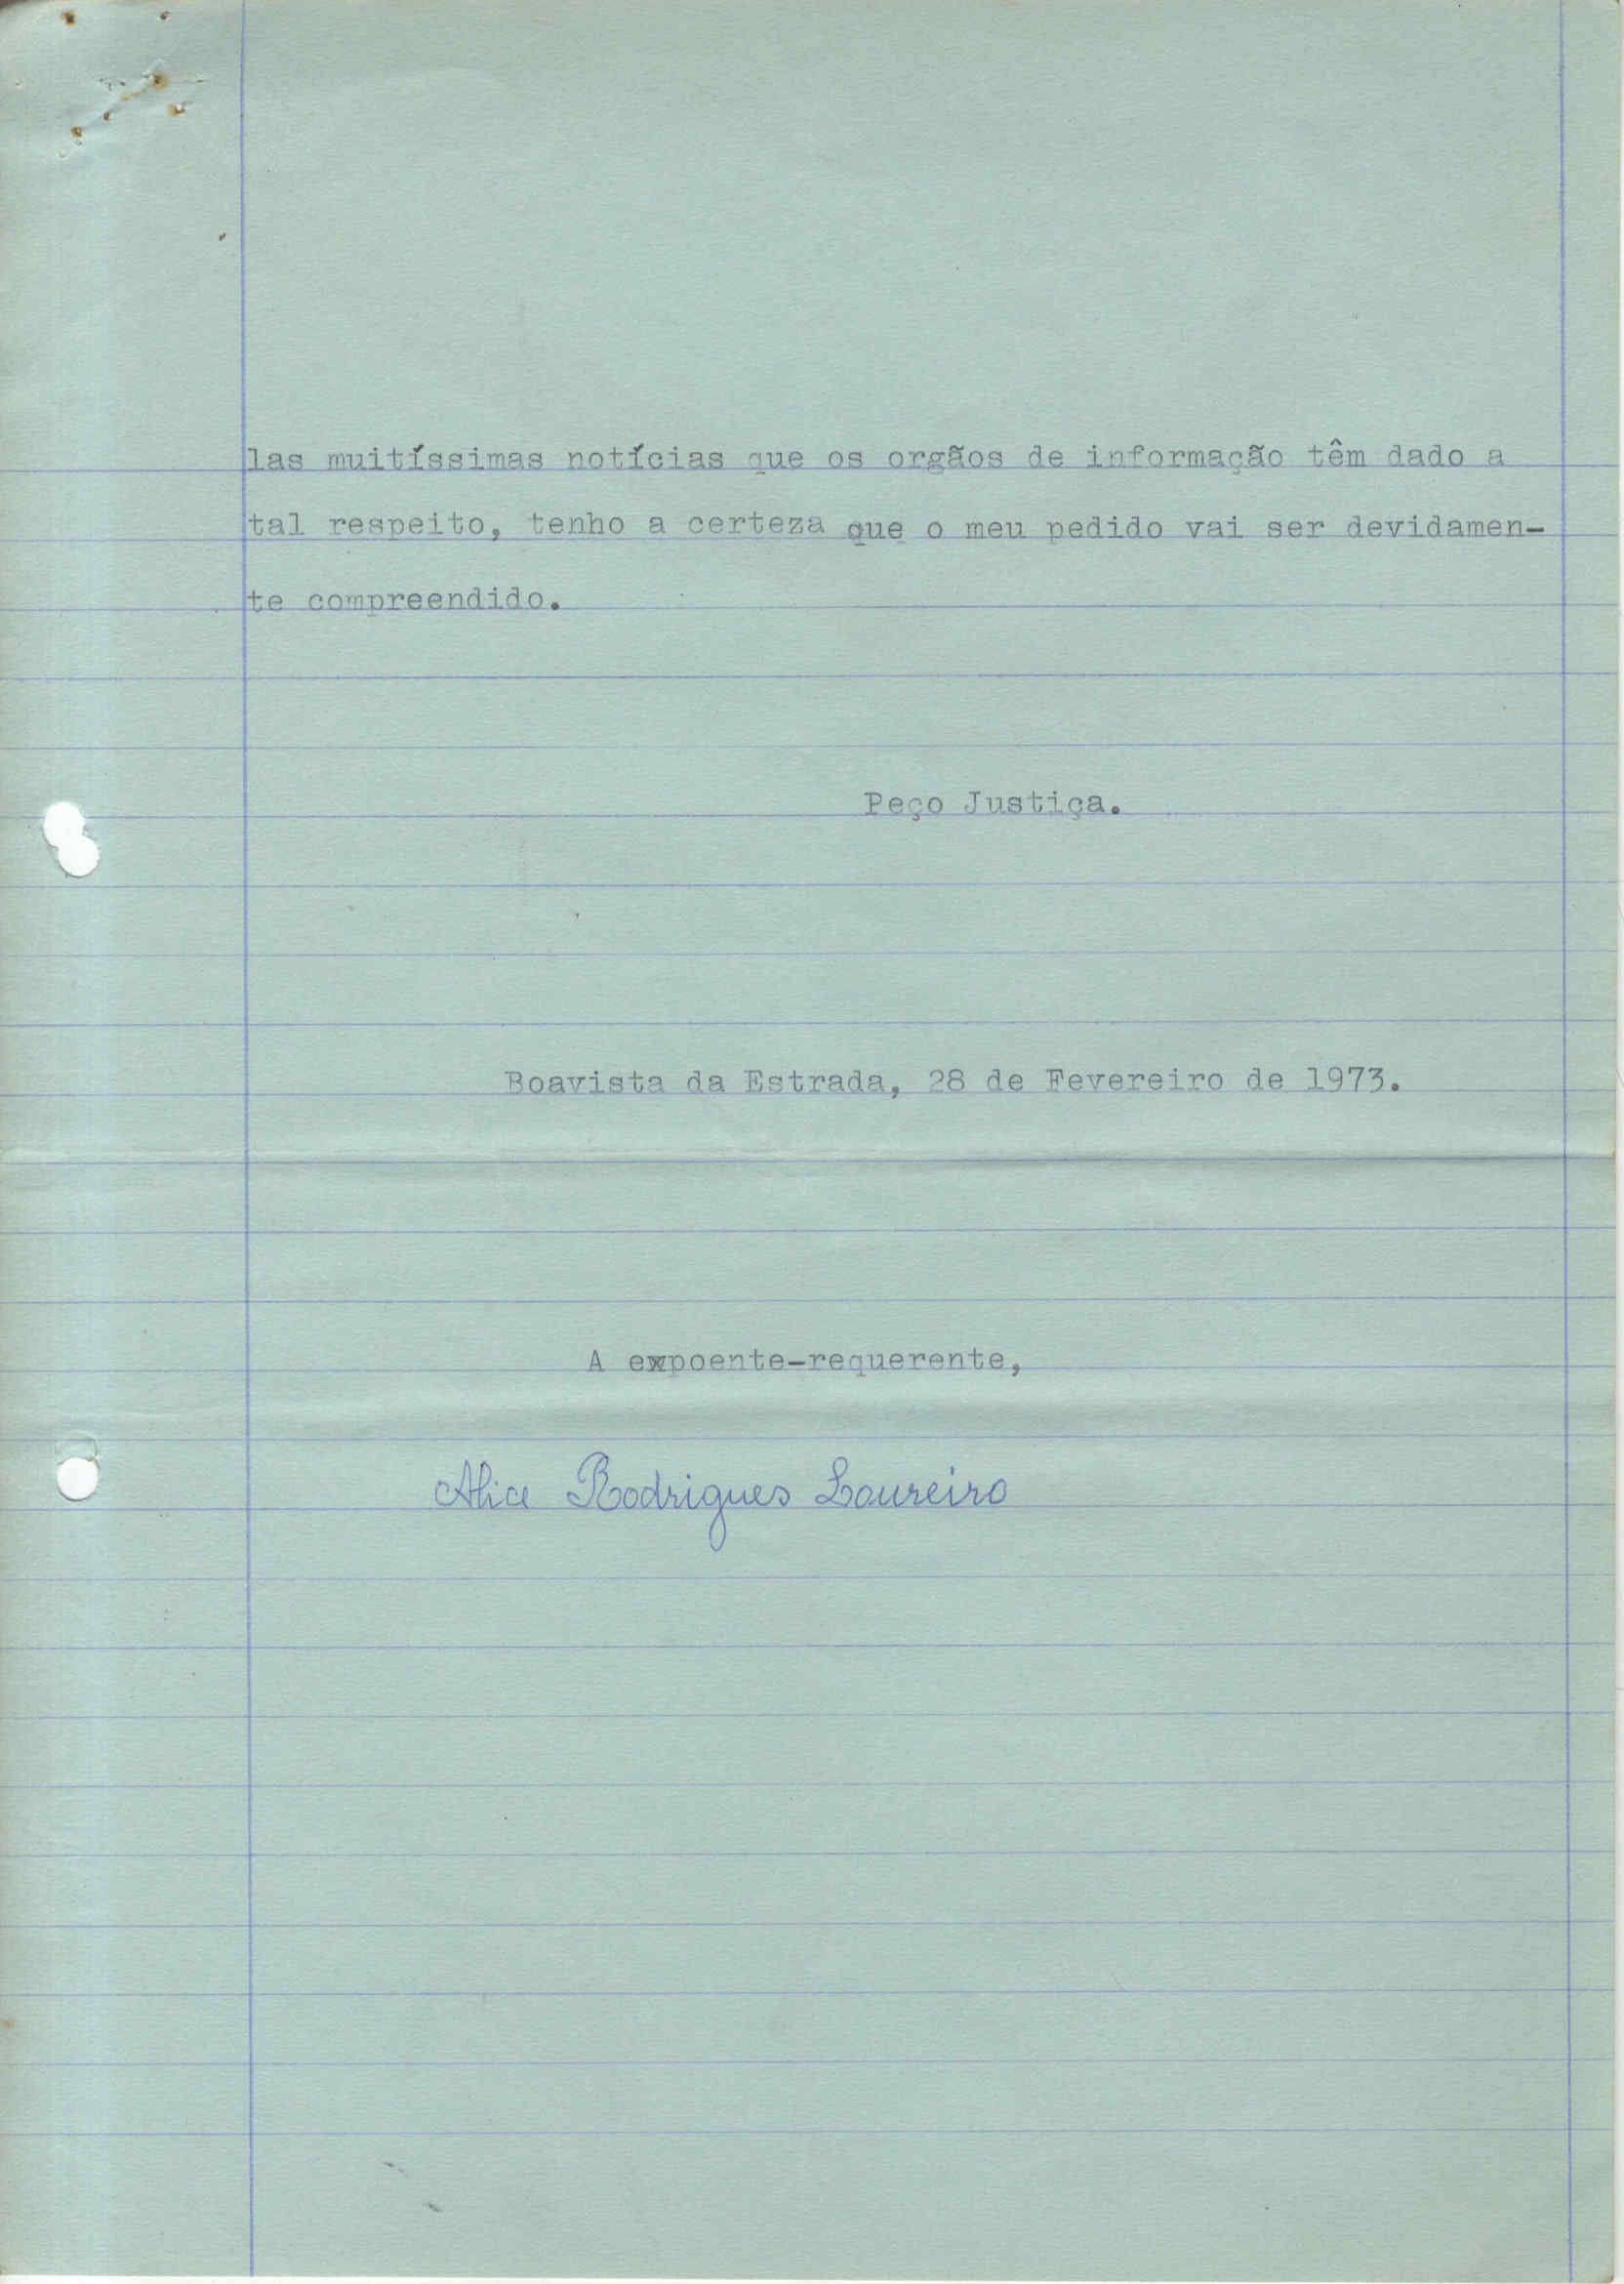 las muitíssimas notícias que os orgãos de informação têm dado a
tal respeito, tenho a certeza que o meu pedido vai ser devidamen-
te compreendido.
Peço Justiça.
Boavista da Estrada, 28 de Fevereiro de 1973.
A expoente-requerente,
Alice Rodrigues Loureiro